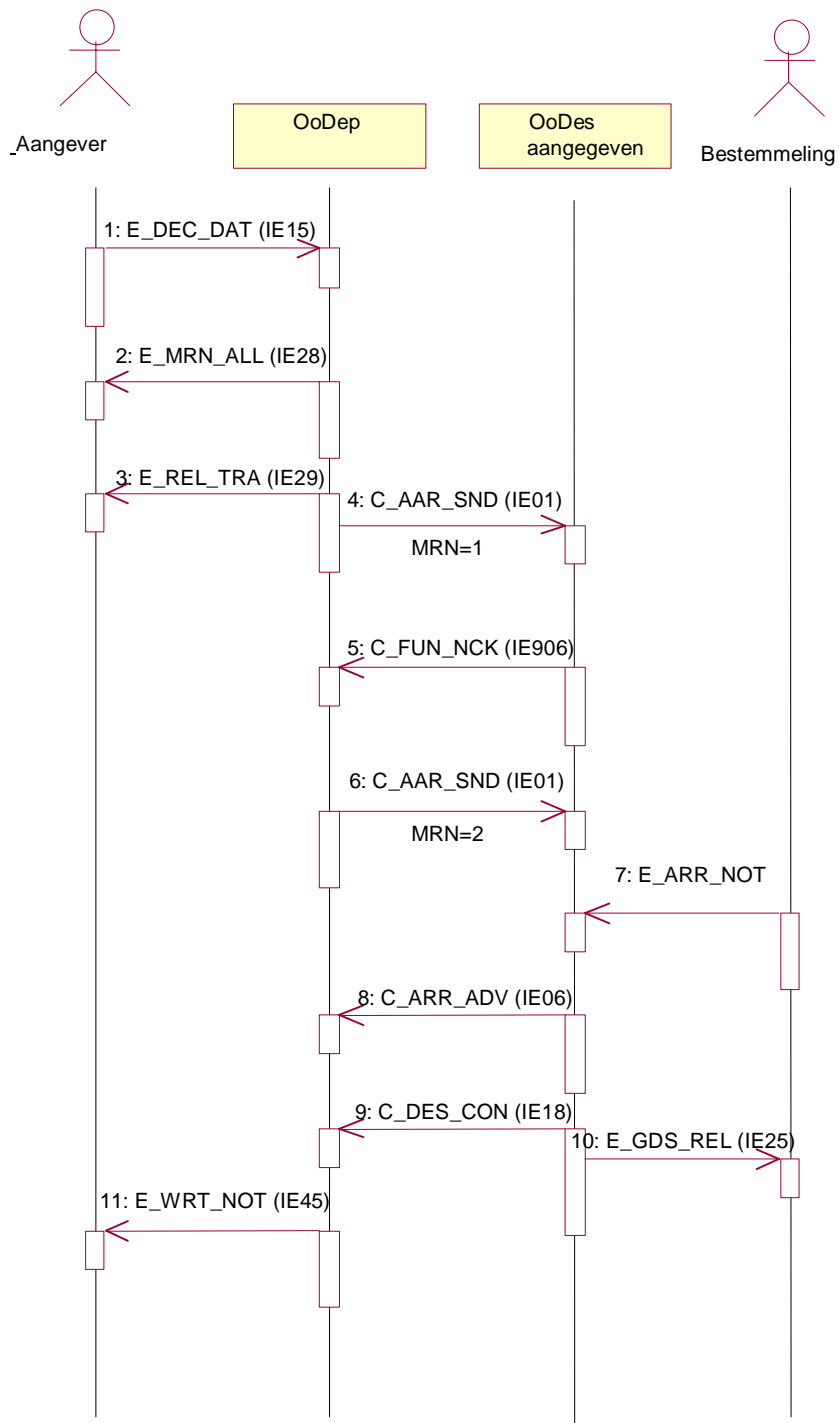 _Aangever
OoDep
OoDes
aangegeven
Bestemmeling
1: E_DEC_DAT (IE15)
2: E_MRN_ALL (IE28)
3: E_REL_TRA (IE29)
4: C_AAR_SND (IE01)
MRN=1
5: C_FUN_NCK (IE906)
6: C_AAR_SND (IE01)
MRN=2
7: E_ARR_NOT
8: C_ARR_ADV (IE06)
9: C_DES_CON (IE18)
10: E_GDS_REL (IE25)
11: E_WRT_NOT (IE45)